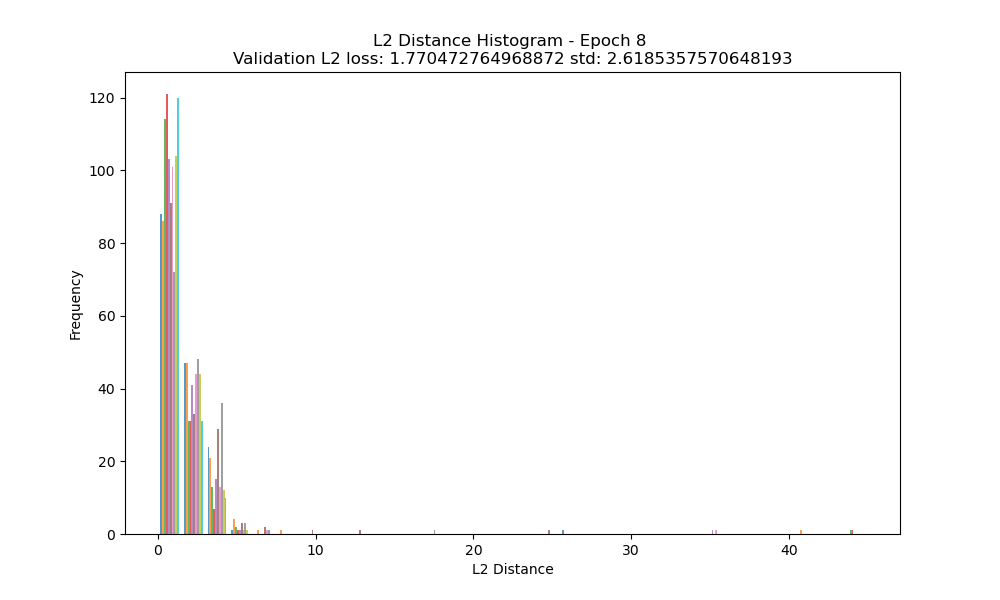 L2 Distance Histogram - Epoch 8
Validation L2 loss: 1.770472764968872 std: 2.6185357570648193
120
100
80
60
40
20
0
Frequency
0 10 20 30 40
L2 Distance